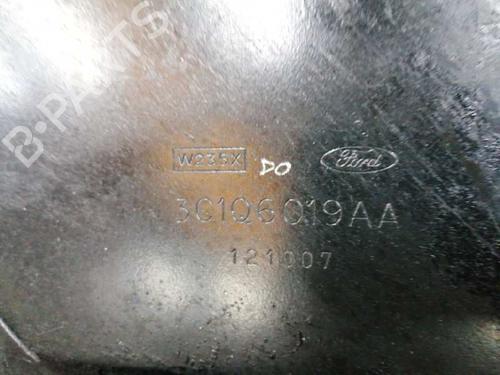 B-PARTS
W235X DO Ford
3C1Q6019AA
121007